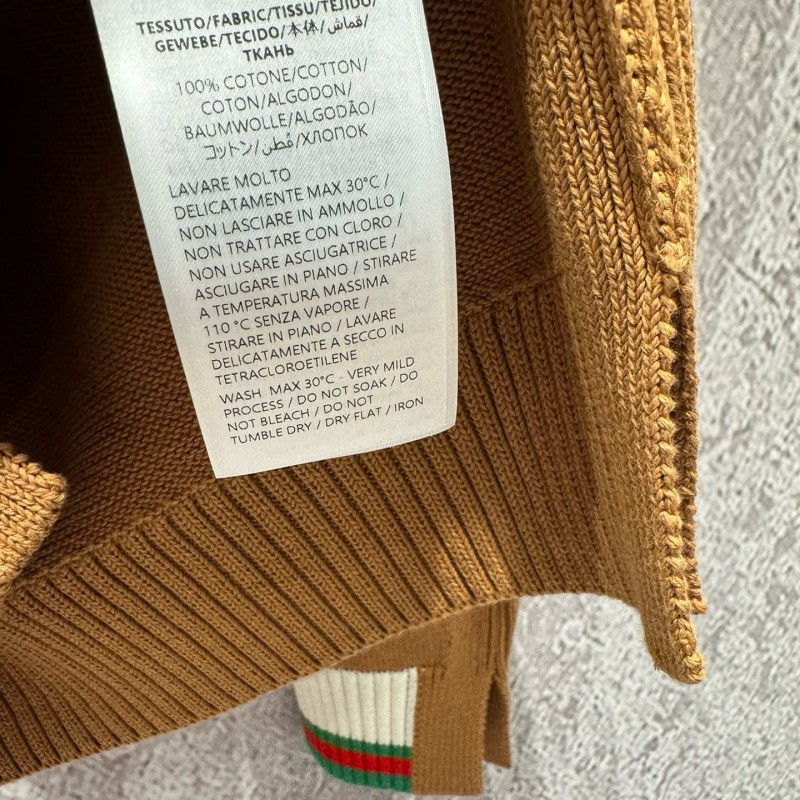 TESSUTO/FABRIC/TISSU/TEJIDO/
GEWEBE/TECIDO/本体/قماش/
ТКАНЬ
100% COTONE/COTTON/
COTON/ALGODON/
BAUMWOLLE/ALGODÃO/
コットン/قطن/ХЛОПОК
LAVARE MOLTO
DELICATAMENTE MAX 30°C /
NON LASCIARE IN AMMOLLO /
NON TRATTARE CON CLORO /
NON USARE ASCIUGATRICE /
ASCIUGARE IN PIANO / STIRARE
A TEMPERATURA MASSIMA
110 °C SENZA VAPORE /
STIRARE IN PIANO / LAVARE
DELICATAMENTE A SECCO IN
TETRACLOROETILENE
WASH MAX 30°C - VERY MILD
PROCESS / DO NOT SOAK / DO
NOT BLEACH / DO NOT
TUMBLE DRY / DRY FLAT / IRON